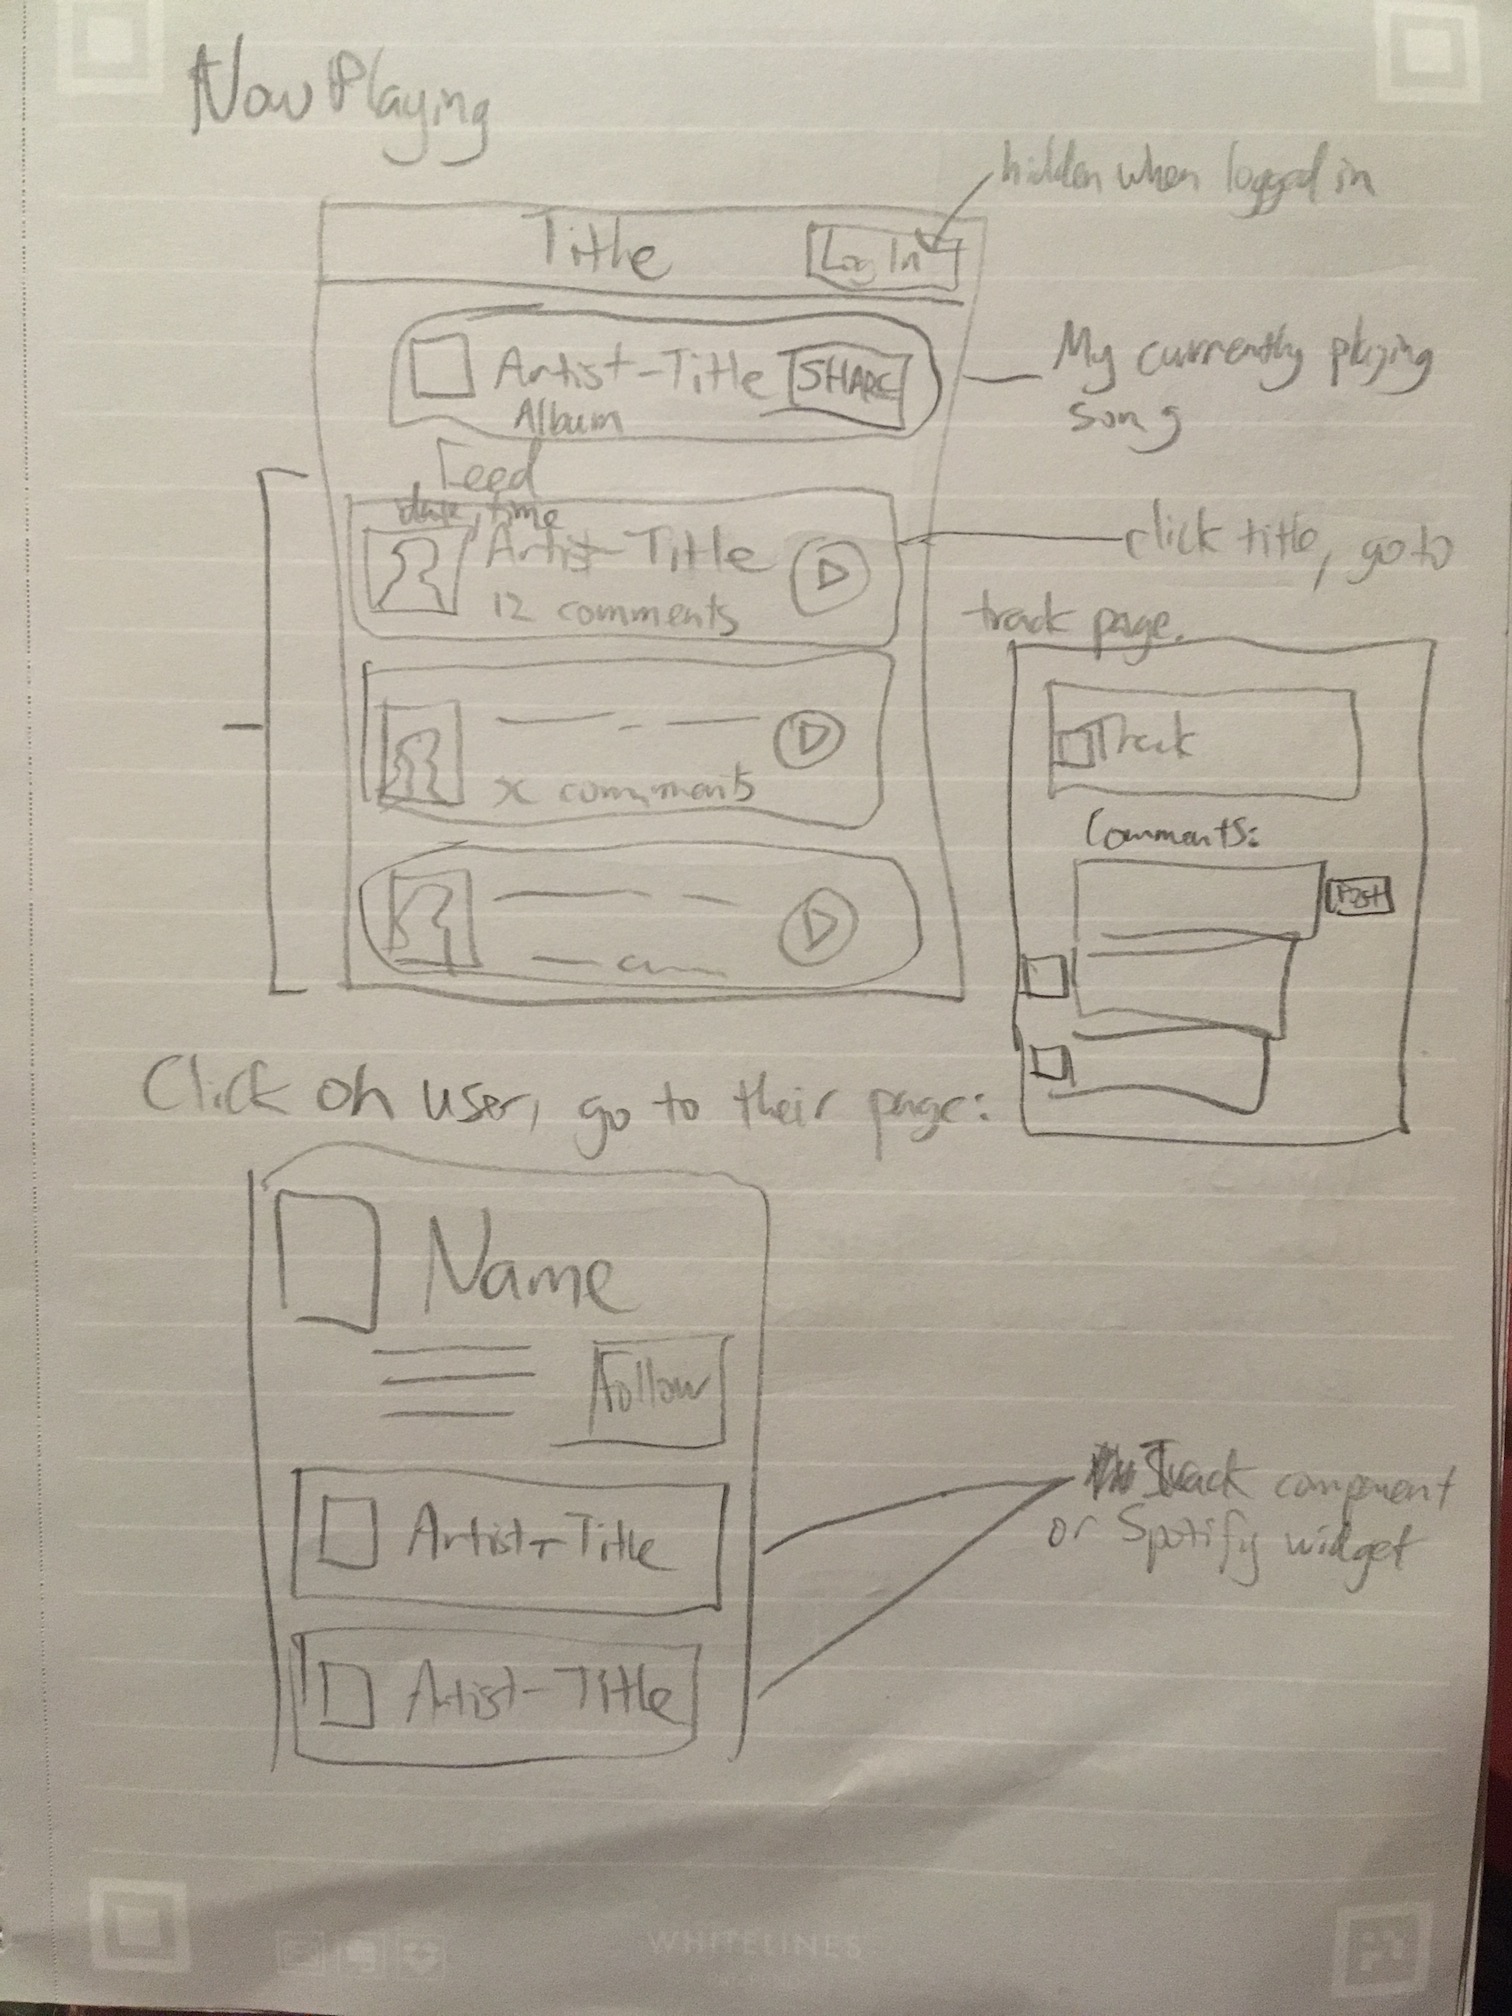 Now Playing
hidden when logged in
Title
Log In
Artist-Title
SHARE
Album
My currently playing
song
Feed
date, time
Artist-Title
12 comments
click title, go to
track page.
x comments
Track
Comments:
Post
Click on user, go to their page:
Name
Follow
Artist-Title
Track component
or Spotify widget
Artist-Title
WHITELINES